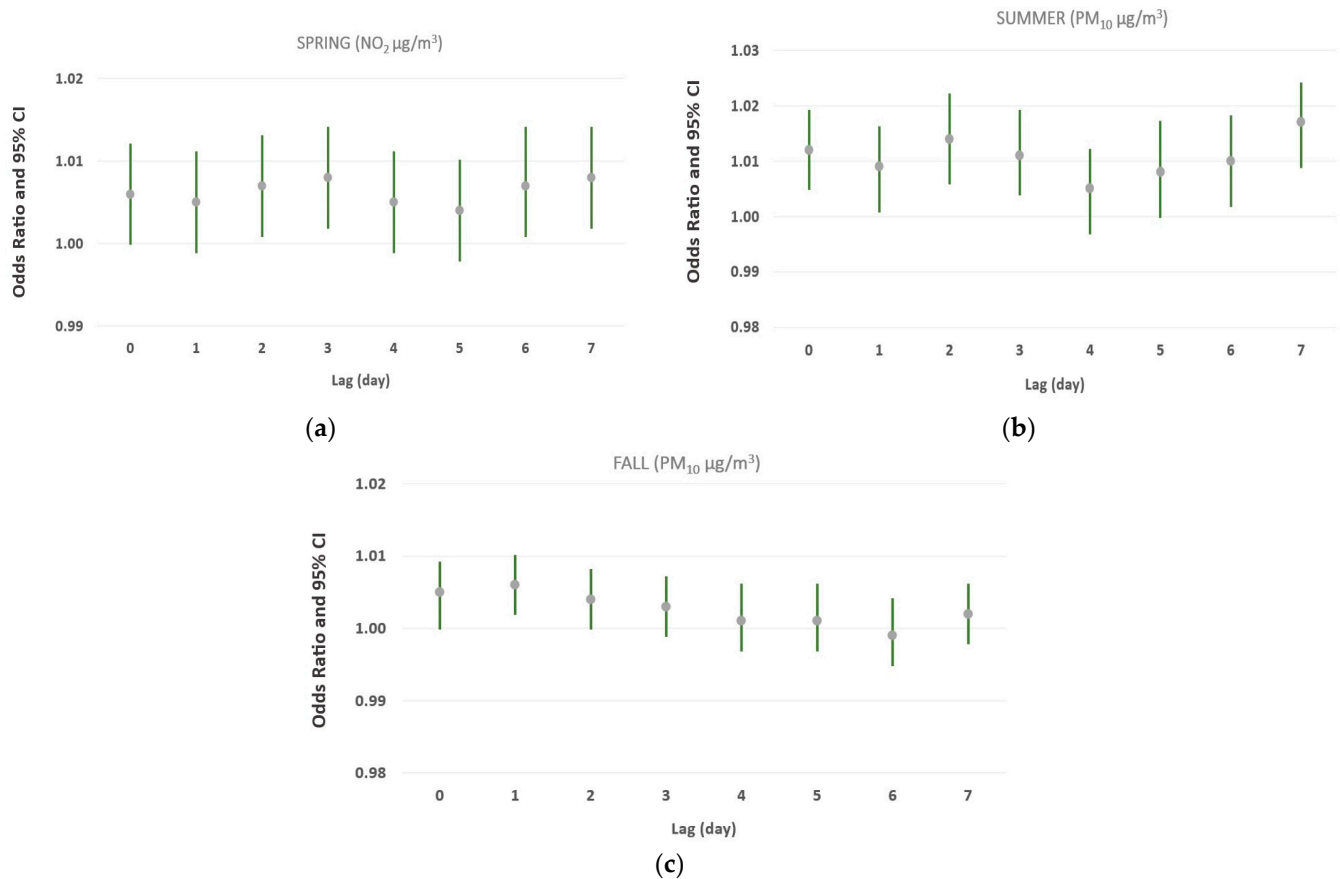 SPRING (NO₂ µg/m³)
Odds Ratio and 95% CI
1.02
1.01
1.00
0.99
0 1 2 3 4 5 6 7
Lag (day)
(a)
SUMMER (PM₁₀ µg/m³)
Odds Ratio and 95% CI
1.03
1.02
1.01
1.00
0.99
0.98
0 1 2 3 4 5 6 7
Lag (day)
(b)
FALL (PM₁₀ µg/m³)
Odds Ratio and 95% CI
1.02
1.01
1.00
0.99
0.98
0 1 2 3 4 5 6 7
Lag (day)
(c)